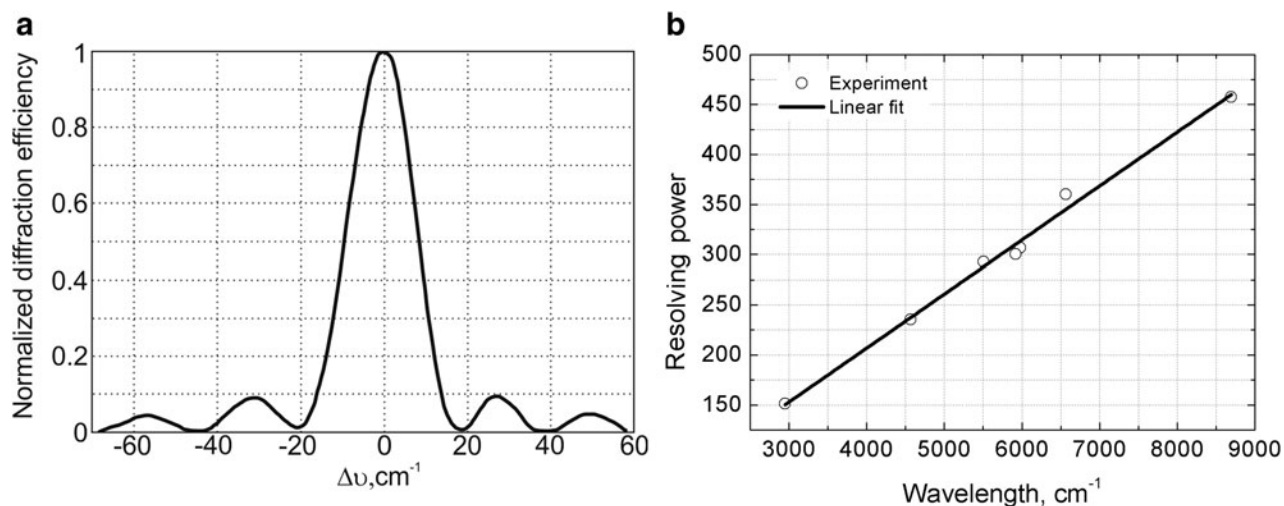 a
Normalized diffraction efficiency
1
0.8
0.6
0.4
0.2
0
-60 -40 -20 0 20 40 60
Δυ,cm⁻¹
b
Resolving power
500
450
400
350
300
250
200
150
Experiment
Linear fit
3000 4000 5000 6000 7000 8000 9000
Wavelength, cm⁻¹